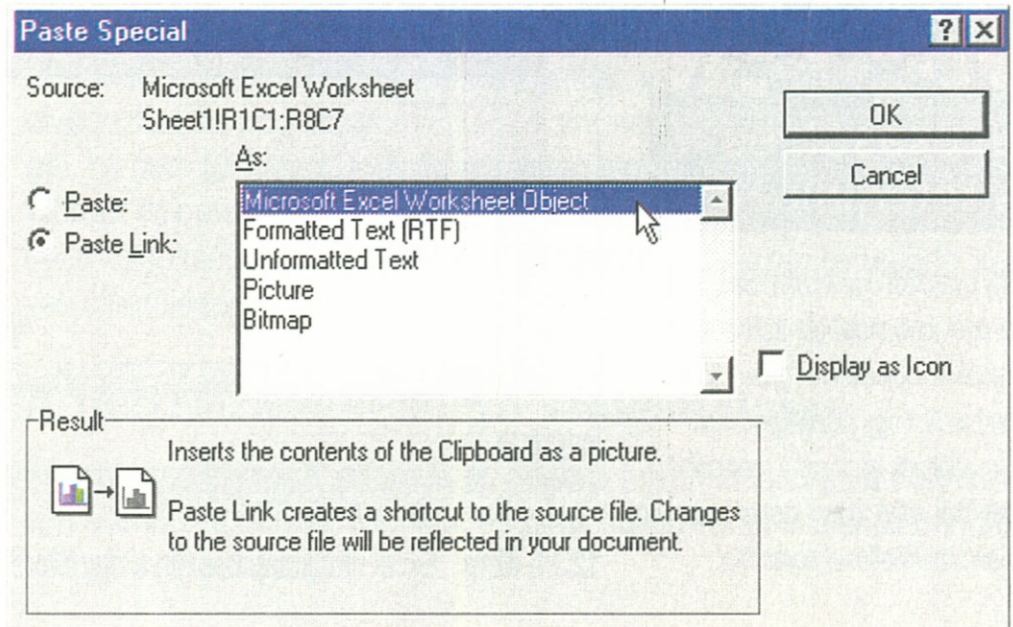 Paste Special
Source: Microsoft Excel Worksheet
Sheet1!R1C1:R8C7
As:
Paste:
Paste Link:
Microsoft Excel Worksheet Object
Formatted Text (RTF)
Unformatted Text
Picture
Bitmap
OK
Cancel
Display as Icon
Result
Inserts the contents of the Clipboard as a picture.
Paste Link creates a shortcut to the source file. Changes
to the source file will be reflected in your document.